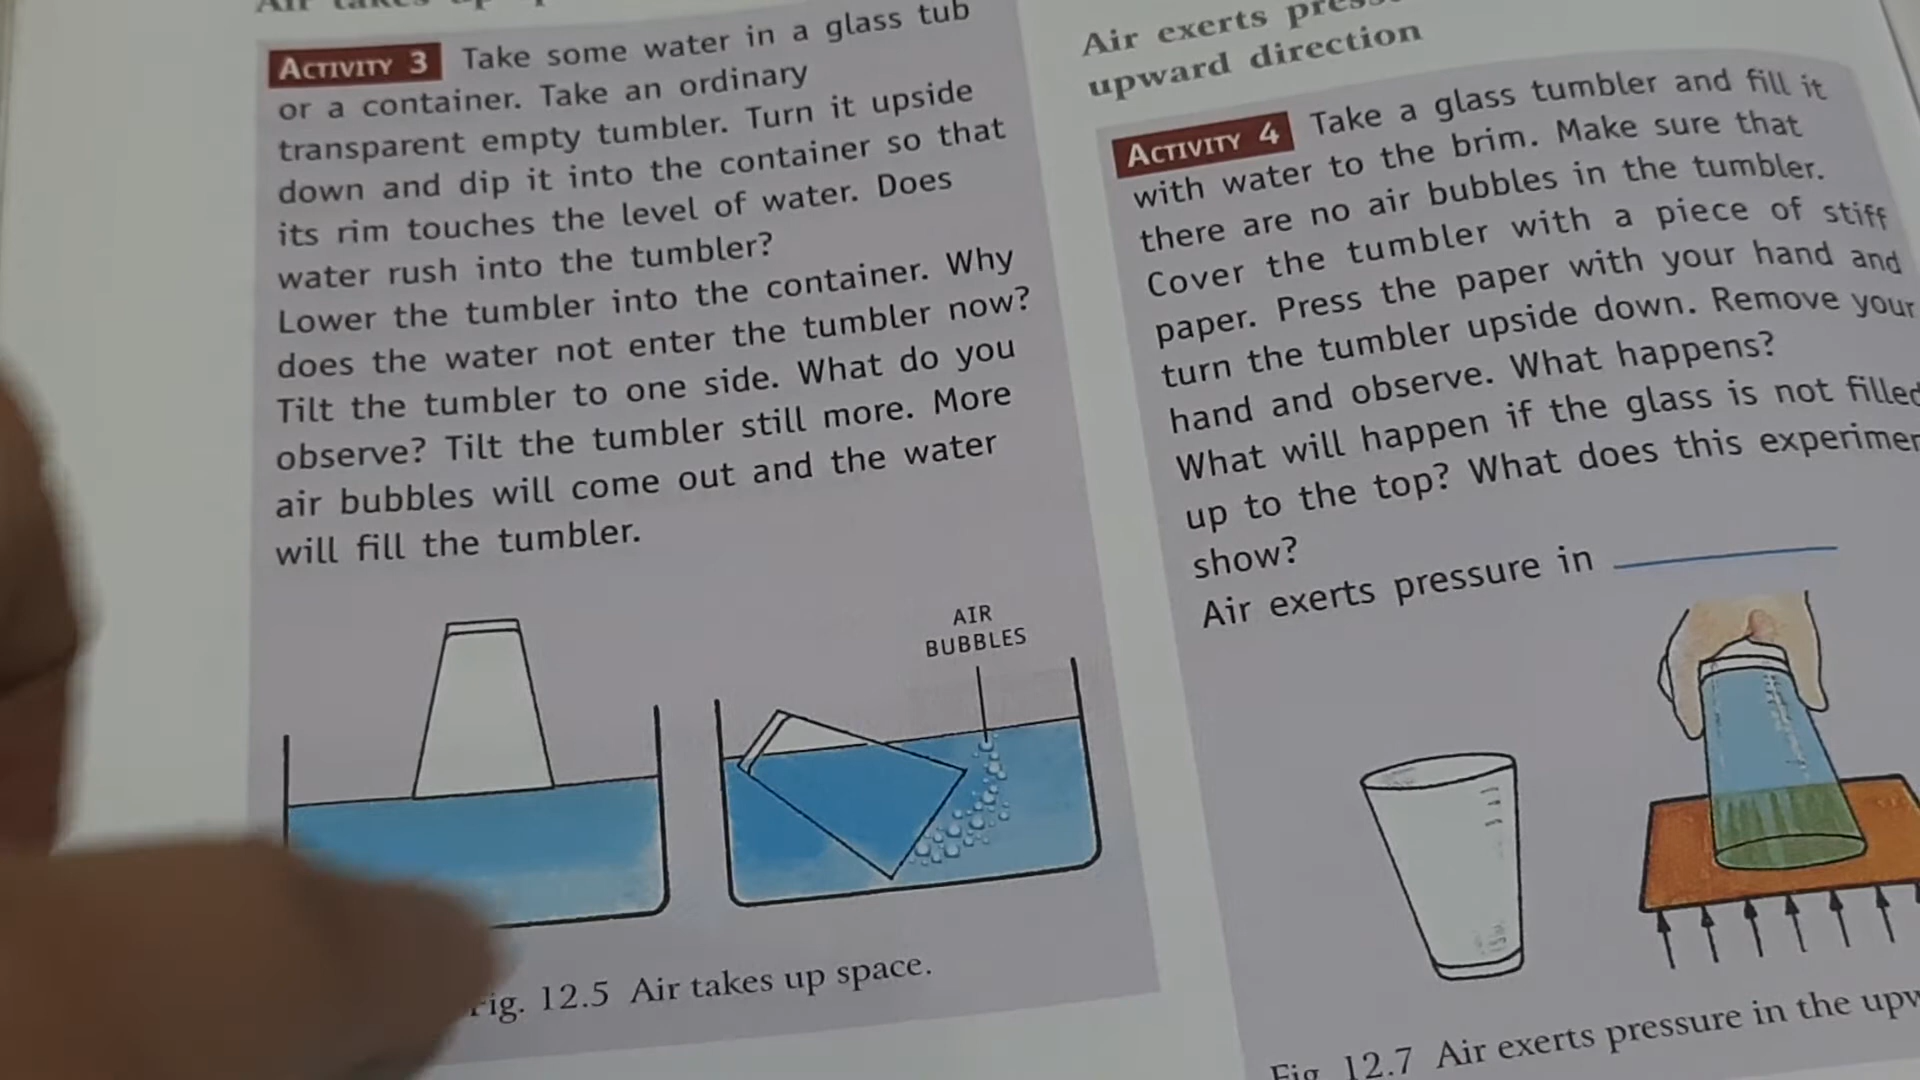 Air takes up
ACTIVITY 3 Take some water in a glass tub
or a container. Take an ordinary
transparent empty tumbler. Turn it upside
down and dip it into the container so that
its rim touches the level of water. Does
water rush into the tumbler?
Lower the tumbler into the container. Why
does the water not enter the tumbler now?
Tilt the tumbler to one side. What do you
observe? Tilt the tumbler still more. More
air bubbles will come out and the water
will fill the tumbler.
AIR
BUBBLES
Fig. 12.5 Air takes up space.
Air exerts
upward direction
ACTIVITY 4 Take a glass tumbler and fill it
with water to the brim. Make sure that
there are no air bubbles in the tumbler.
Cover the tumbler with a piece of stiff
paper. Press the paper with your hand and
turn the tumbler upside down. Remove your
hand and observe. What happens?
What will happen if the glass is not filled
up to the top? What does this
show?
Air exerts pressure in
Fig 12.7 Air exerts pressure in the